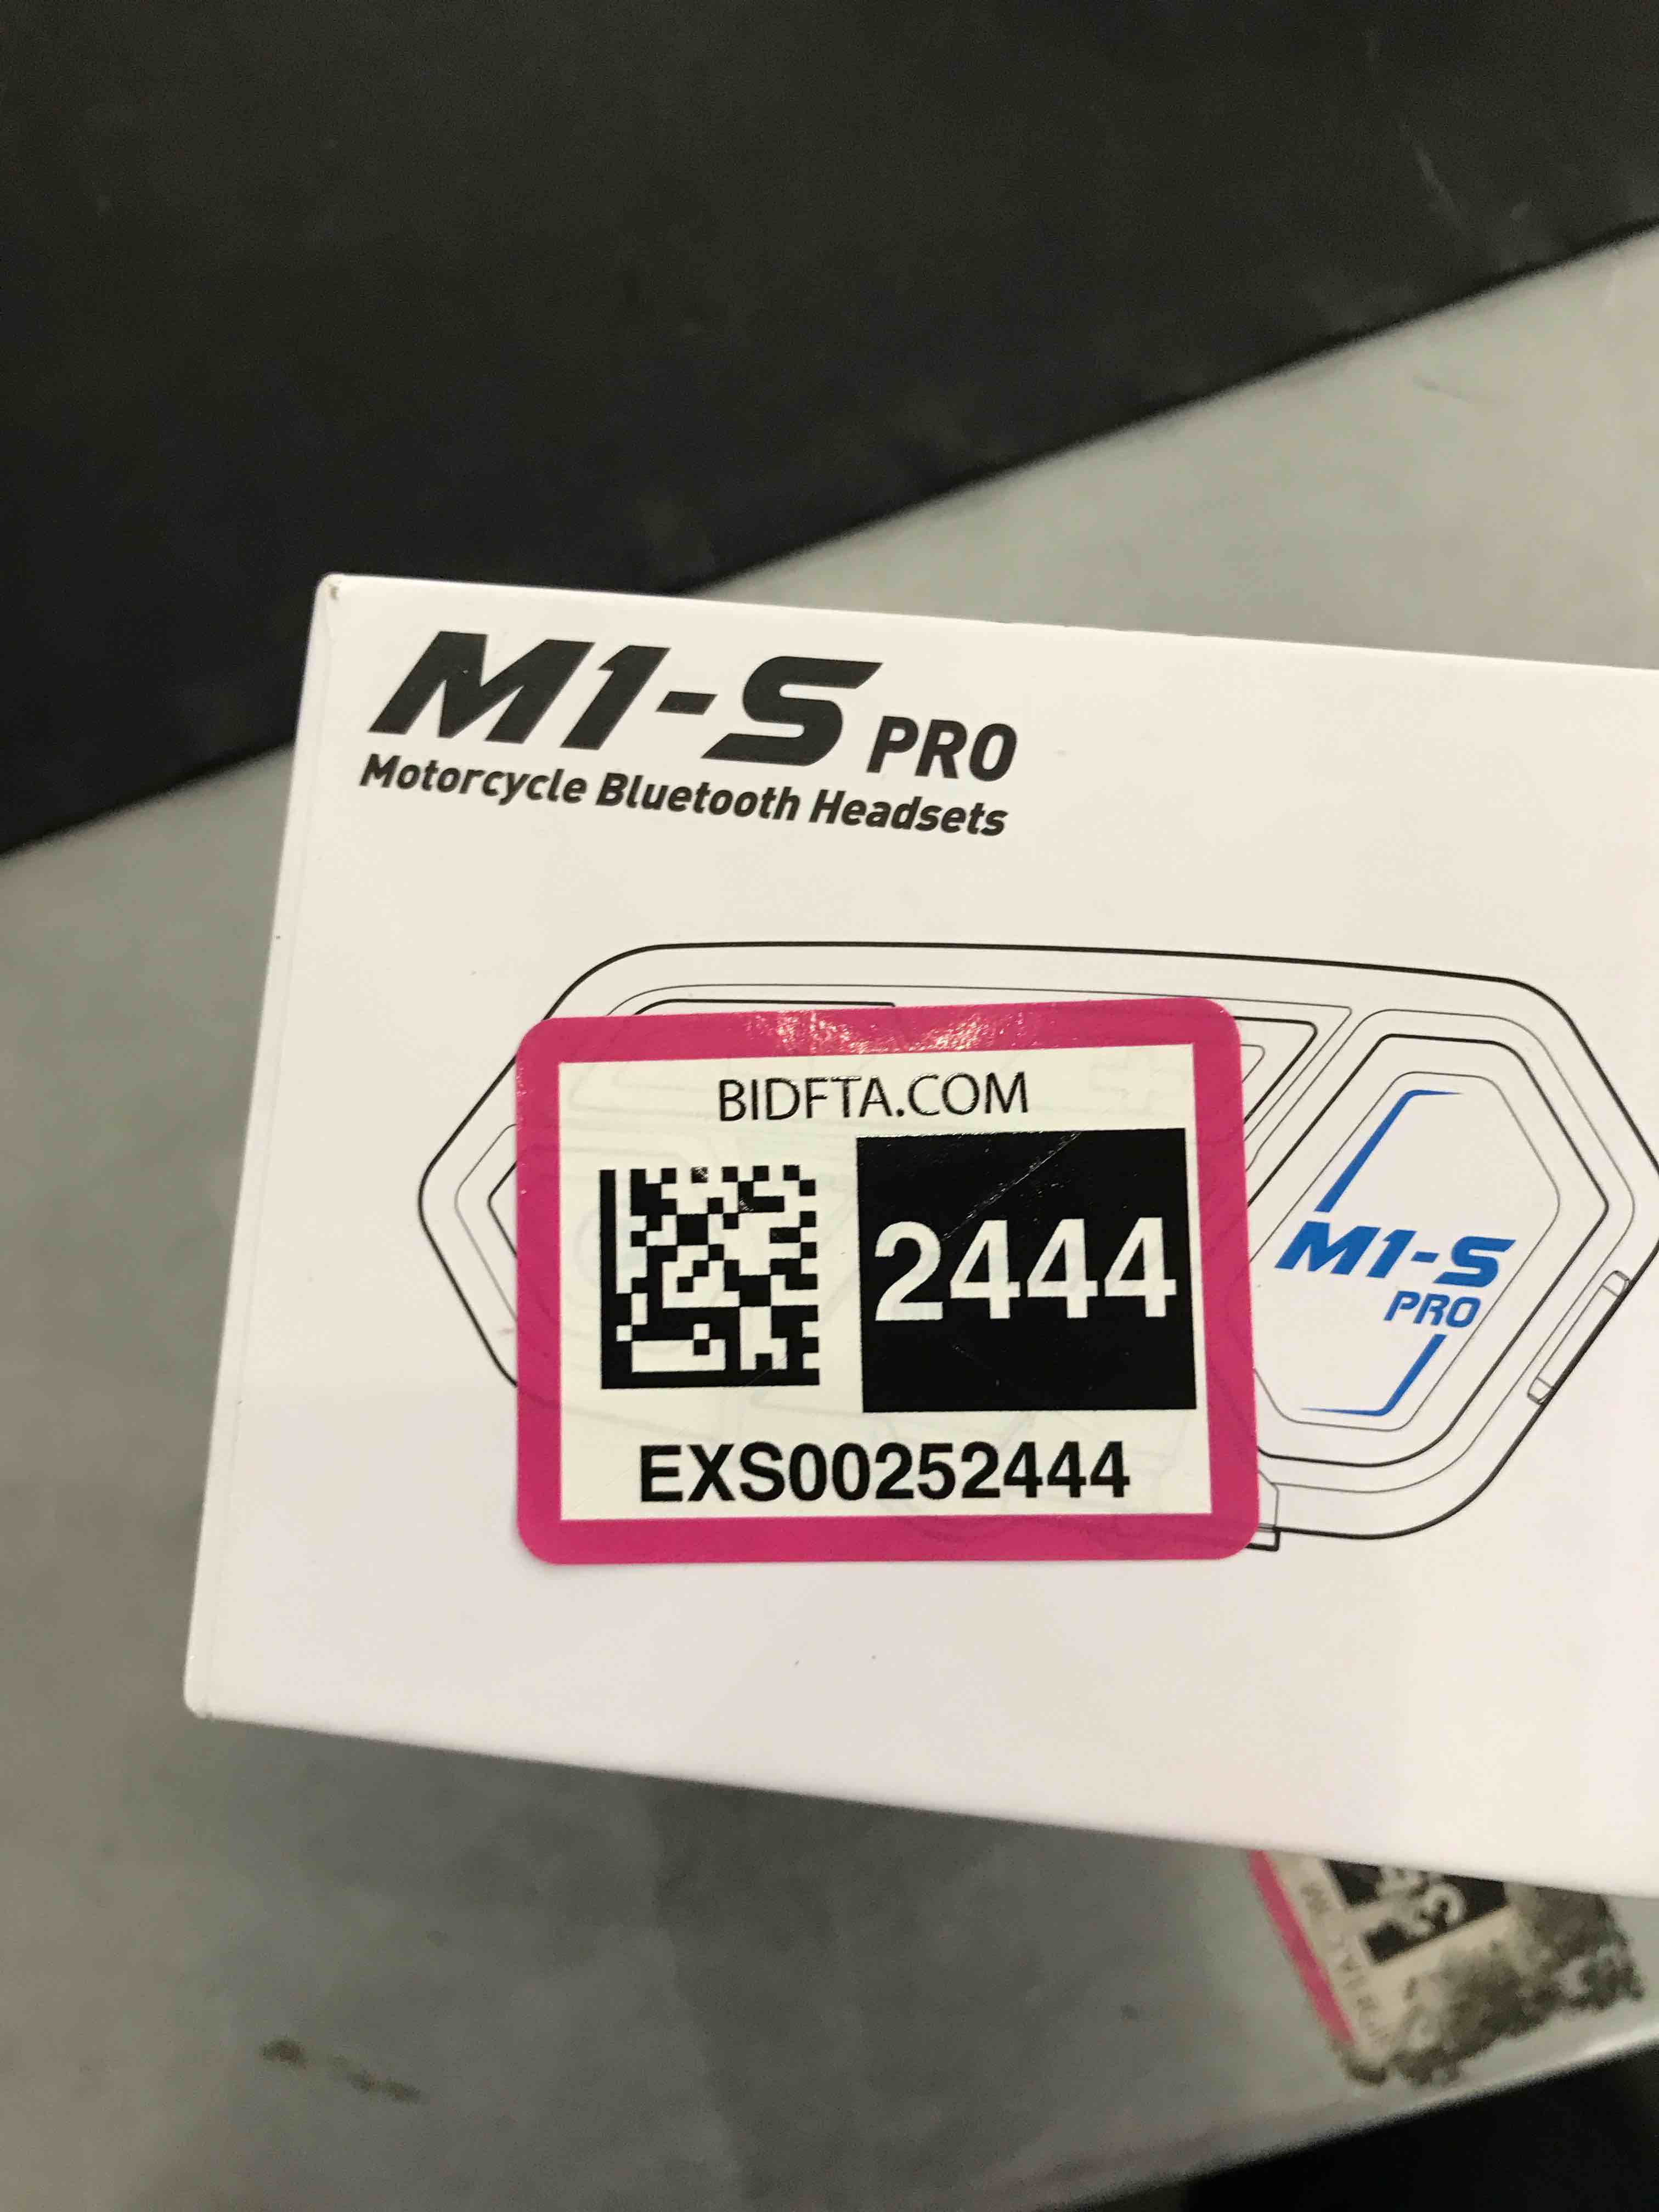 M1-S PRO
Motorcycle Bluetooth Headsets
BIDFTA.COM
2444
EXS00252444
M1-S
PRO